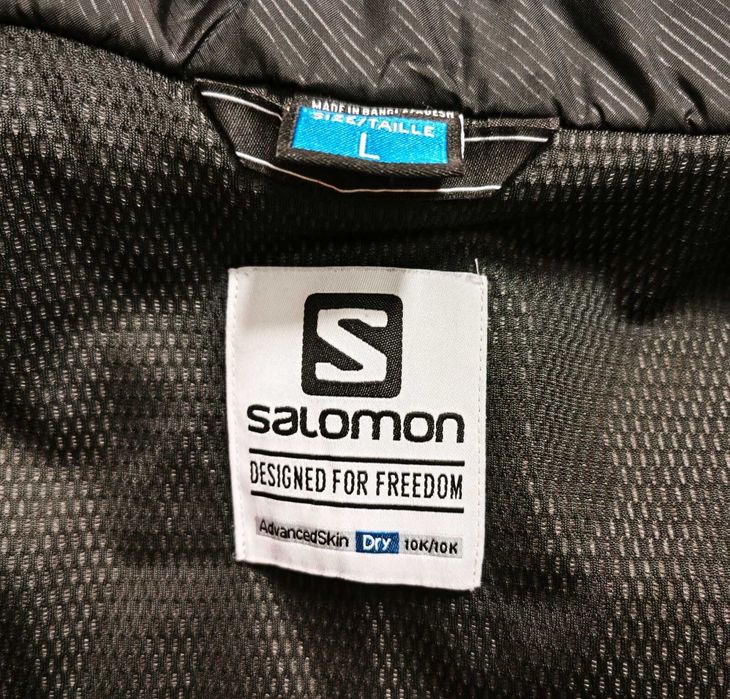 MADE IN BANGLADESH
SIZE/TAILLE
L
S
SALOMON
DESIGNED FOR FREEDOM
AdvancedSkin Dry 10K/10K